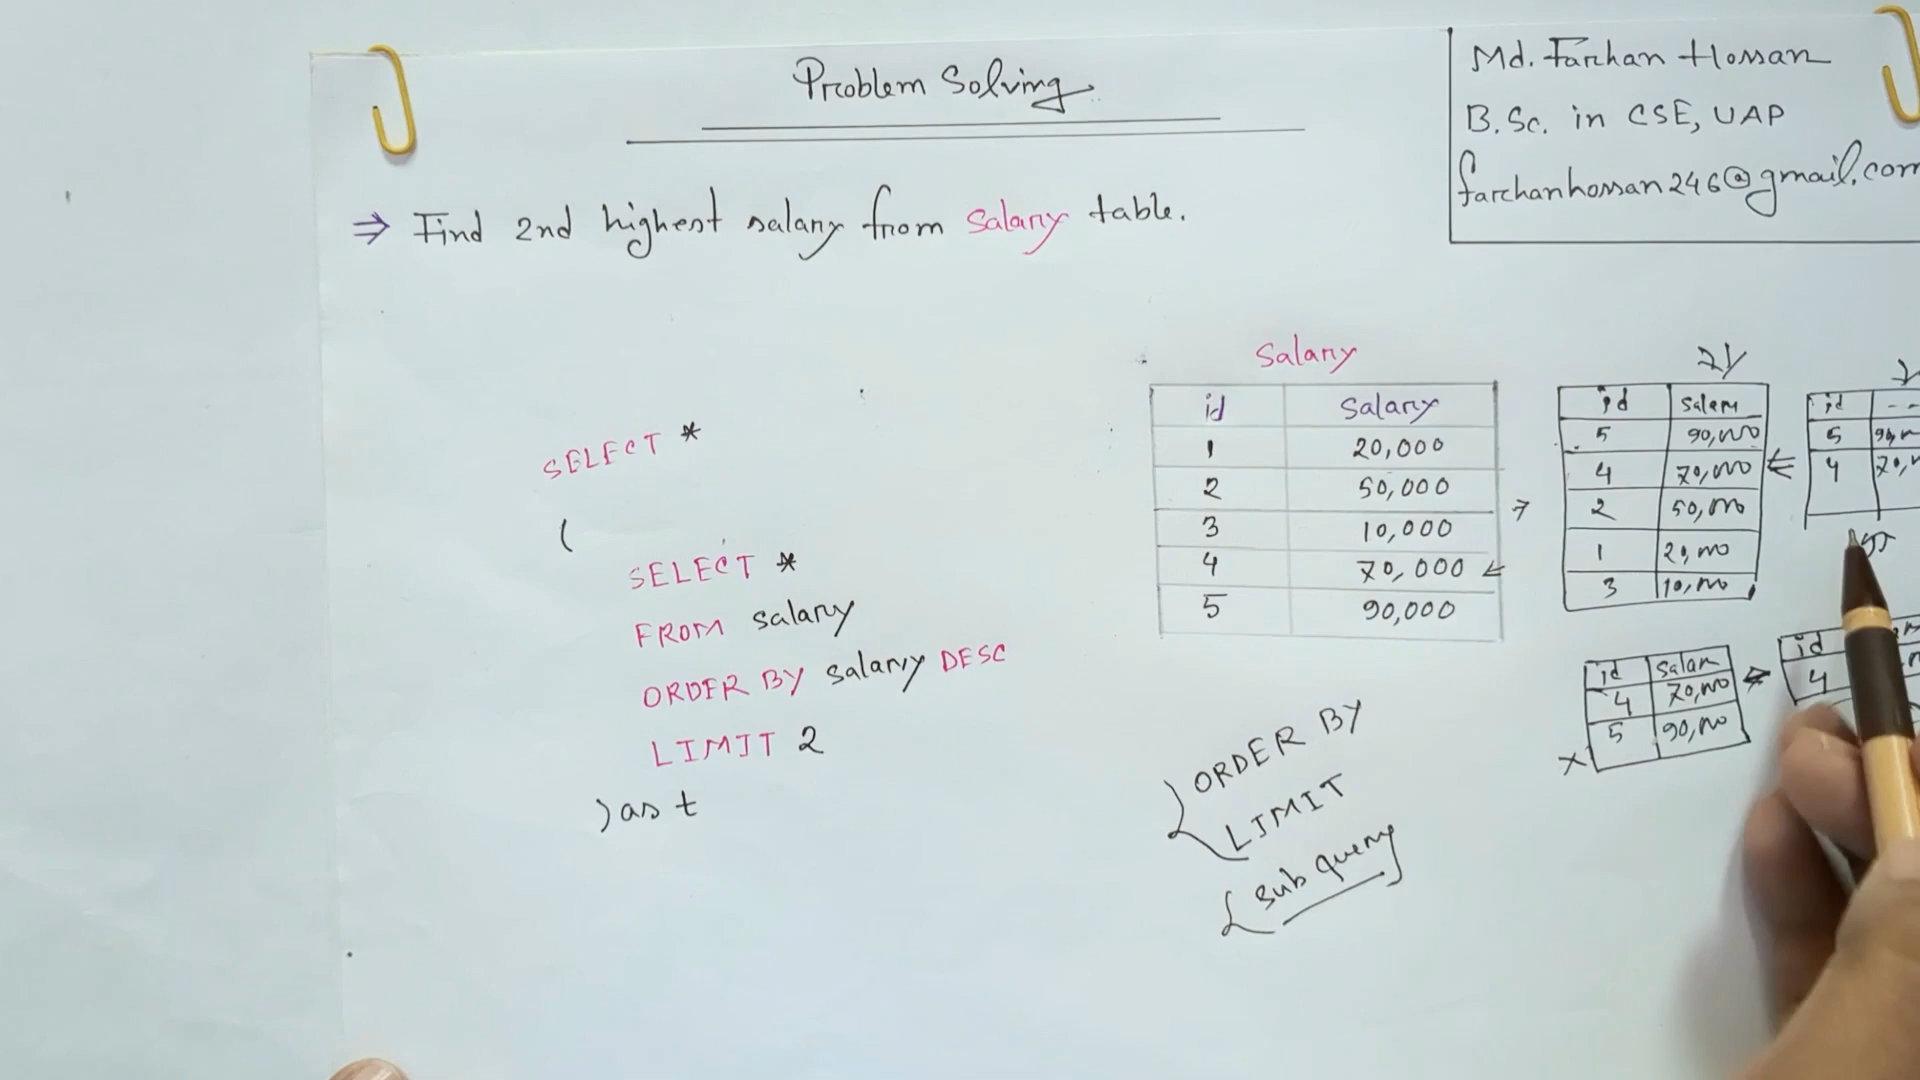 Problem Solving
Md. Farhan Hossan
B.Sc. in CSE, UAP
farhanhossan246@gmail.com
⇒ Find 2nd highest salary from Salary table.
SELECT *
(
SELECT *
FROM salary
ORDER BY salary DESC
LIMIT 2
) as t
Salary
id Salary
1 20,000
2 50,000
3 10,000
4 70,000
5 90,000
id
5 90,000
4 70,000
2 50,000
1 20,000
3 10,000
id --
5
4
id
4 70,000
5 90,000
id
4
ORDER BY
LIMIT
Sub query